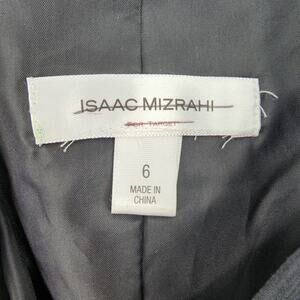 ISAAC MIZRAHI
FOR TARGET
6
MADE IN
CHINA